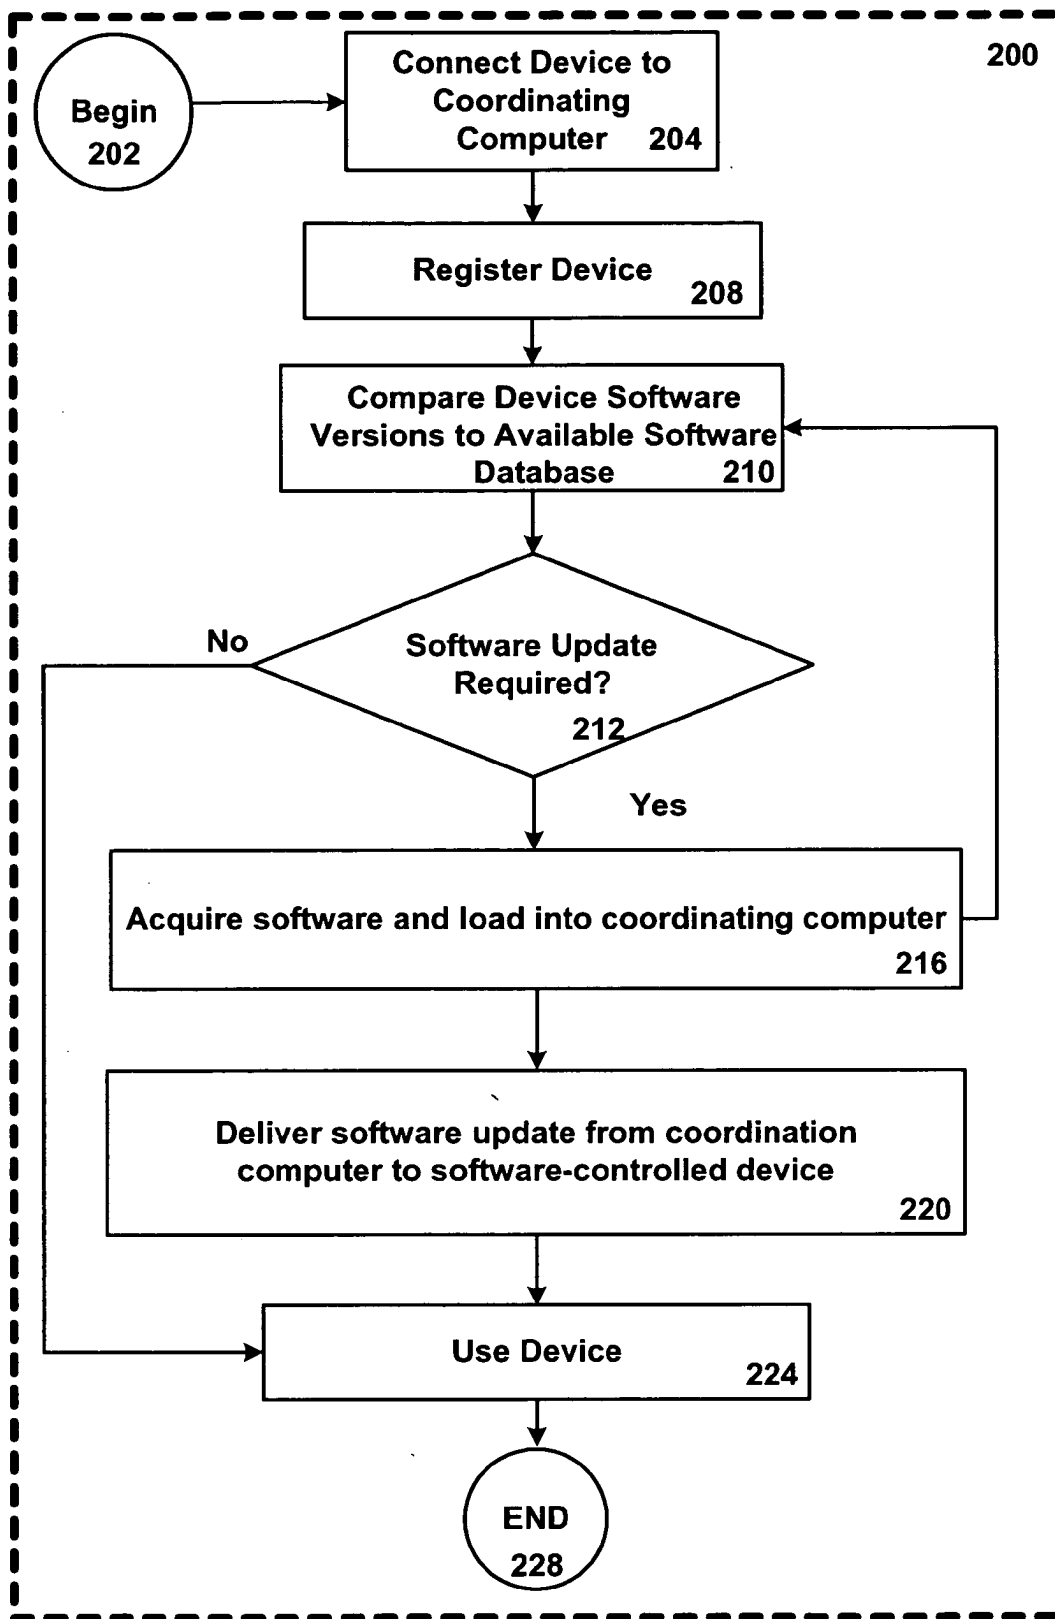 200
Begin
202
Connect Device to
Coordinating
Computer 204
Register Device
208
Compare Device Software
Versions to Available Software
Database 210
No
Software Update
Required?
212
Yes
Acquire software and load into coordinating computer
216
Deliver software update from coordination
computer to software-controlled device
220
Use Device
224
END
228